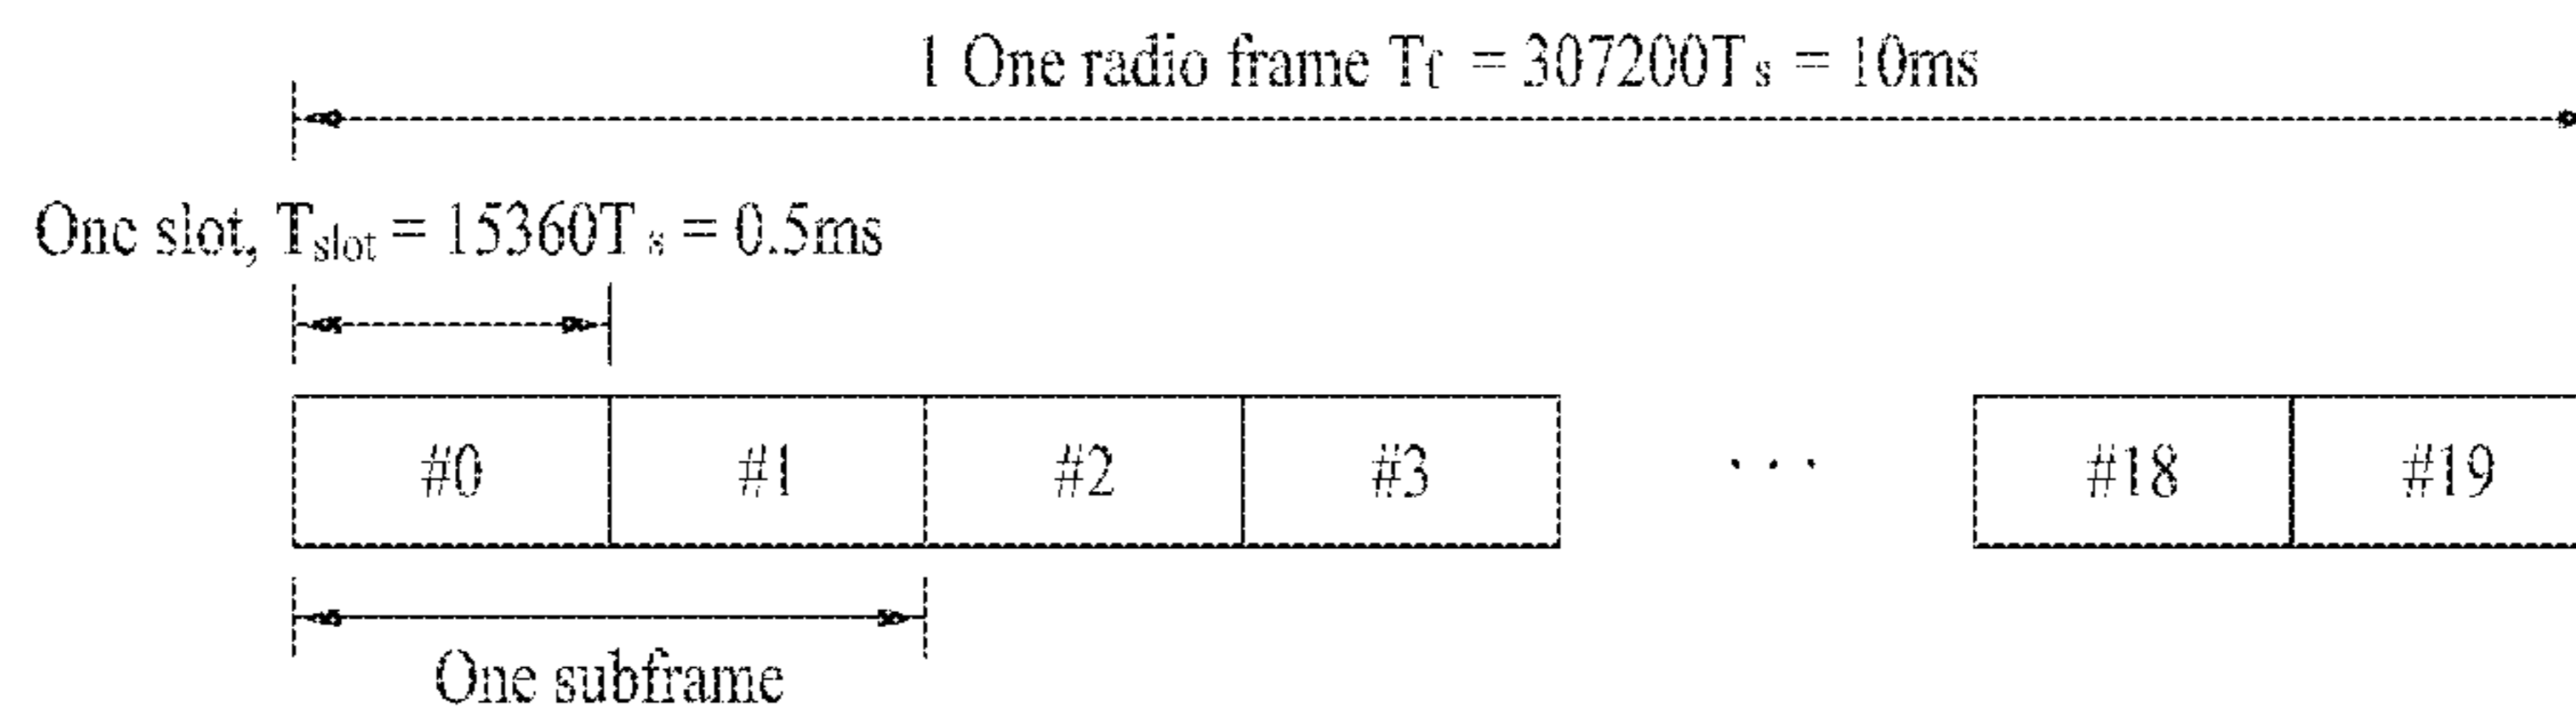 1 One radio frame Tf = 307200Ts = 10ms
One slot, Tslot = 15360Ts = 0.5ms
#0 #1 #2 #3 . . . #18 #19
One subframe